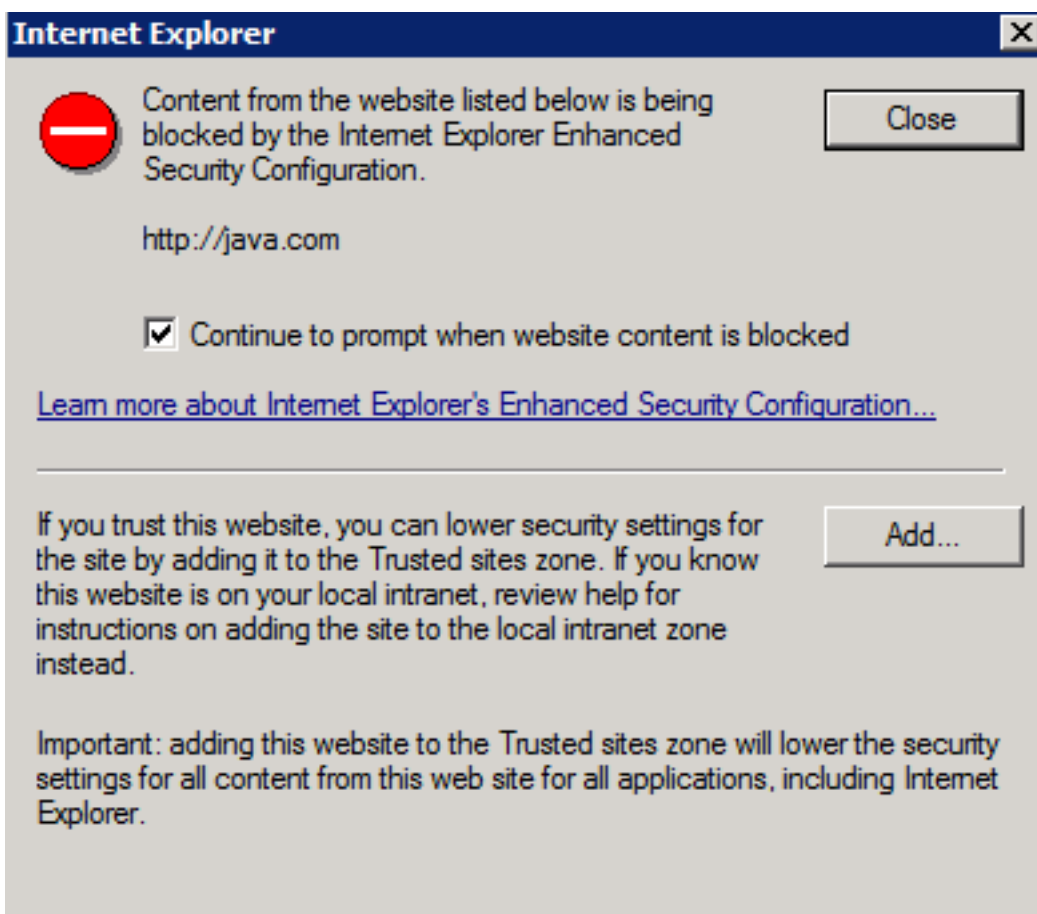 Internet Explorer
Content from the website listed below is being
blocked by the Internet Explorer Enhanced
Security Configuration.
Close
http://java.com
Continue to prompt when website content is blocked
Learn more about Internet Explorer's Enhanced Security Configuration...
If you trust this website, you can lower security settings for
the site by adding it to the Trusted sites zone. If you know
this website is on your local intranet, review help for
instructions on adding the site to the local intranet zone
instead.
Add...
Important: adding this website to the Trusted sites zone will lower the security
settings for all content from this web site for all applications, including Internet
Explorer.